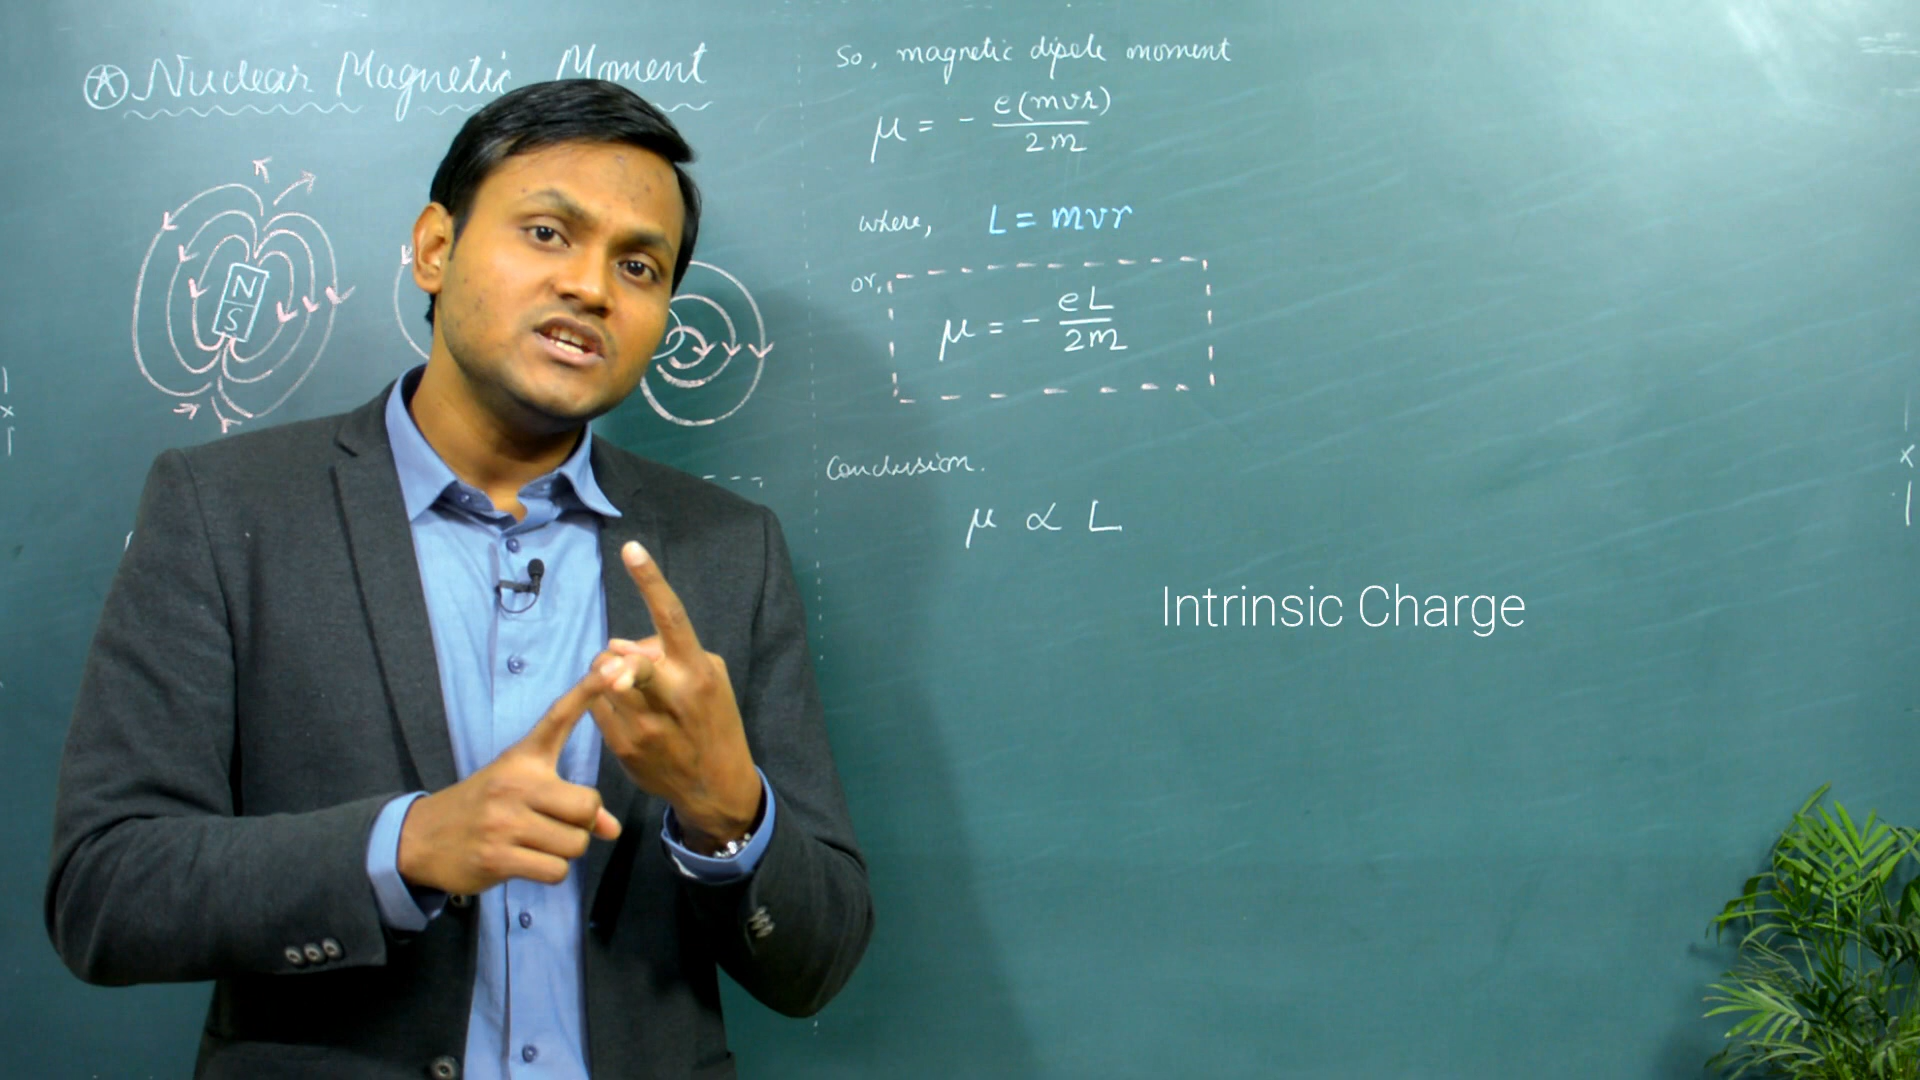 A Nuclear Magnetic Moment
N
S
So, magnetic dipole moment
μ = - e(mvr)/2m
where, L = mvr
or,
μ = - eL/2m
Conclusion.
μ ∝ L
Intrinsic Charge